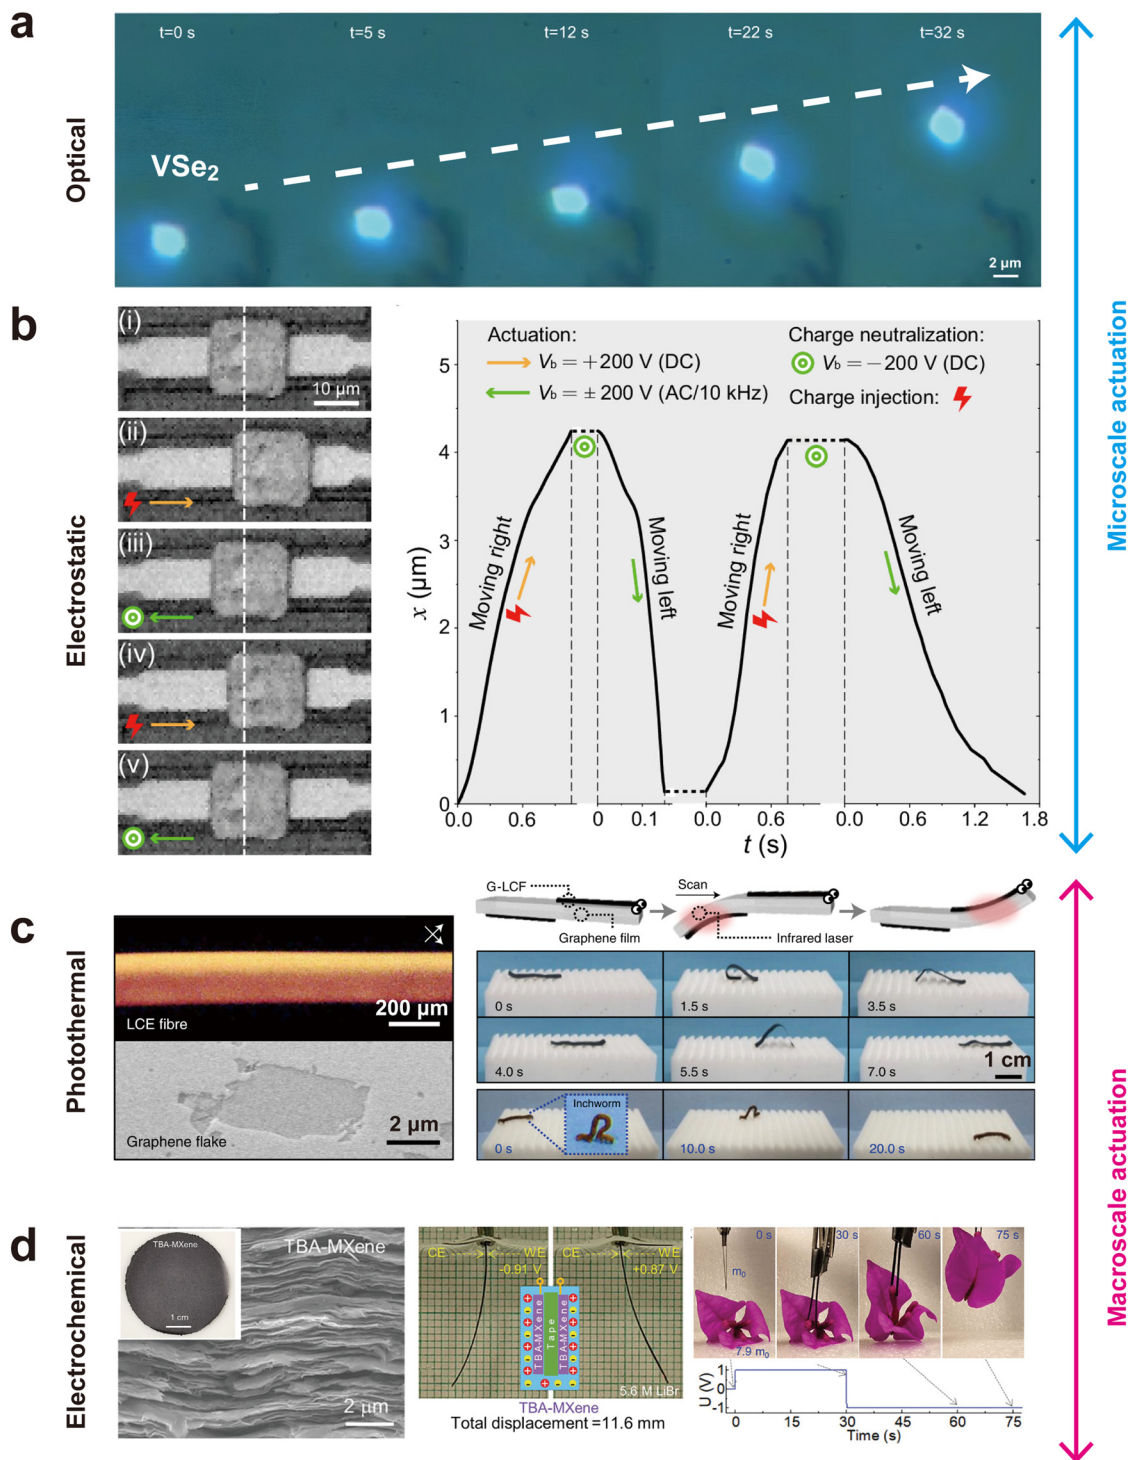 a
Optical
t=0 s
t=5 s
t=12 s
t=22 s
t=32 s
VSe₂
2 µm
Microscale actuation
b
Electrostatic
(i)
10 µm
(ii)
(iii)
(iv)
(v)
Actuation:
Vb = +200 V (DC)
Vb = ± 200 V (AC/10 kHz)
Charge neutralization:
Vb = −200 V (DC)
Charge injection:
x (µm)
5
4
3
2
1
0
Moving right
Moving left
Moving right
Moving left
0.0 0.6 0 0.1 0.0 0.6 0.0 0.6 1.2 1.8
t (s)
c
Photothermal
200 µm
LCE fibre
2 µm
Graphene flake
G-LCF
Graphene film
Scan
Infrared laser
0 s
1.5 s
3.5 s
4.0 s
5.5 s
7.0 s
1 cm
Inchworm
0 s
10.0 s
20.0 s
Macroscale actuation
d
Electrochemical
TBA-MXene
1 cm
TBA-MXene
2 µm
CE WE
-0.91 V
CE WE
+0.87 V
TBA-MXene
Tape
TBA-MXene
5.6 M LiBr
TBA-MXene
Total displacement =11.6 mm
0 s
30 s
60 s
75 s
m₀
7.9 m₀
U (V)
1
0
-1
0 15 30 45 60 75
Time (s)